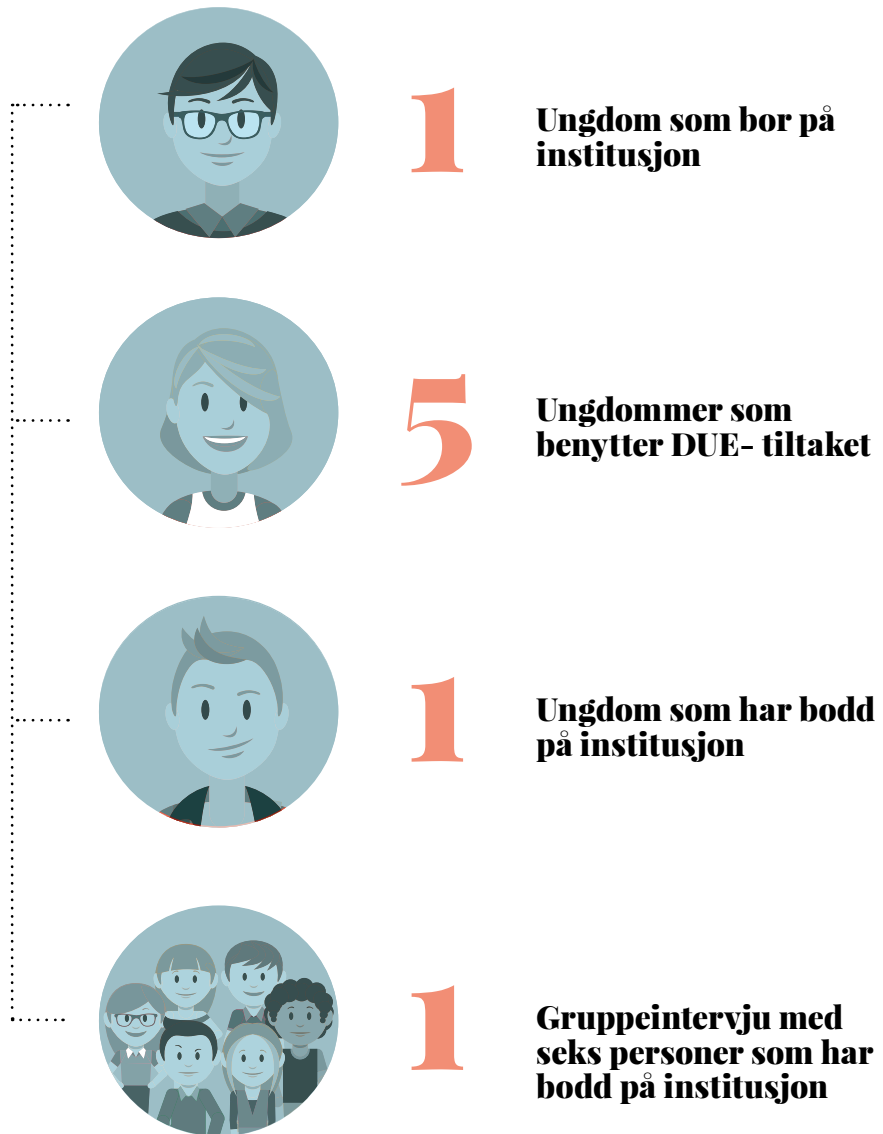 1
Ungdom som bor på
institusjon
5
Ungdommer som
benytter DUE- tiltaket
1
Ungdom som har bodd
på institusjon
1
Gruppeintervju med
seks personer som har
bodd på institusjon